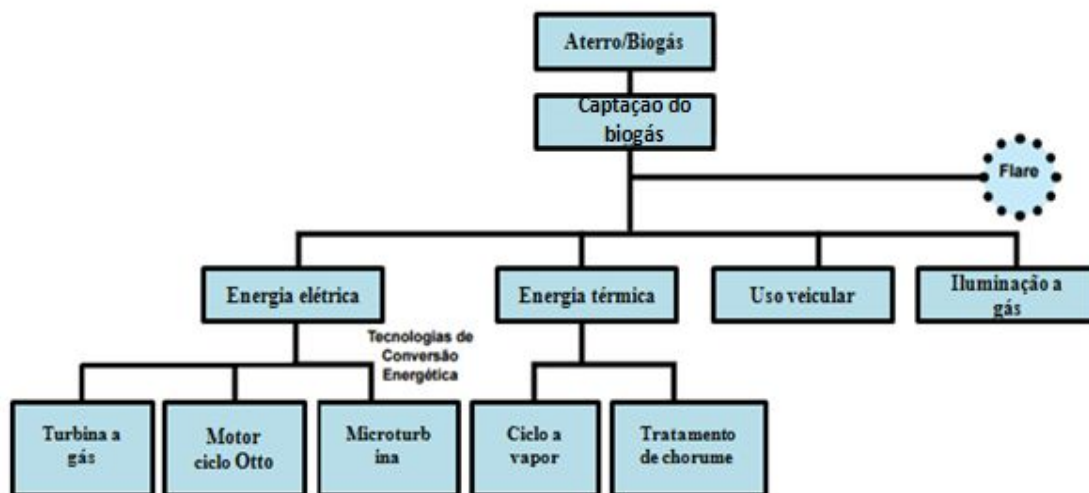 Aterro/Biogás
Captação do
biogás
Flare
Energia elétrica
Energia térmica
Uso veicular
Iluminação a
gás
Tecnologias de
Conversão
Energética
Turbina a
gás
Motor
ciclo Otto
Microturb
ina
Ciclo a
vapor
Tratamento
de chorume